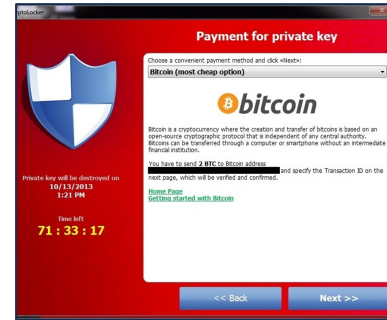 ptoLocker
Payment for private key
Choose a convenient payment method and click «Next»:
Bitcoin (most cheap option)
bitcoin
Bitcoin is a cryptocurrency where the creation and transfer of bitcoins is based on an
open-source cryptographic protocol that is independent of any central authority.
Bitcoins can be transferred through a computer or smartphone without an intermediate
financial institution.
You have to send 2 BTC to Bitcoin address
and specify the Transaction ID on the
next page, which will be verified and confirmed.
Home Page
Getting started with Bitcoin
Private key will be destroyed on
10/13/2013
1:21 PM
Time left
71 : 33 : 17
<< Back
Next >>